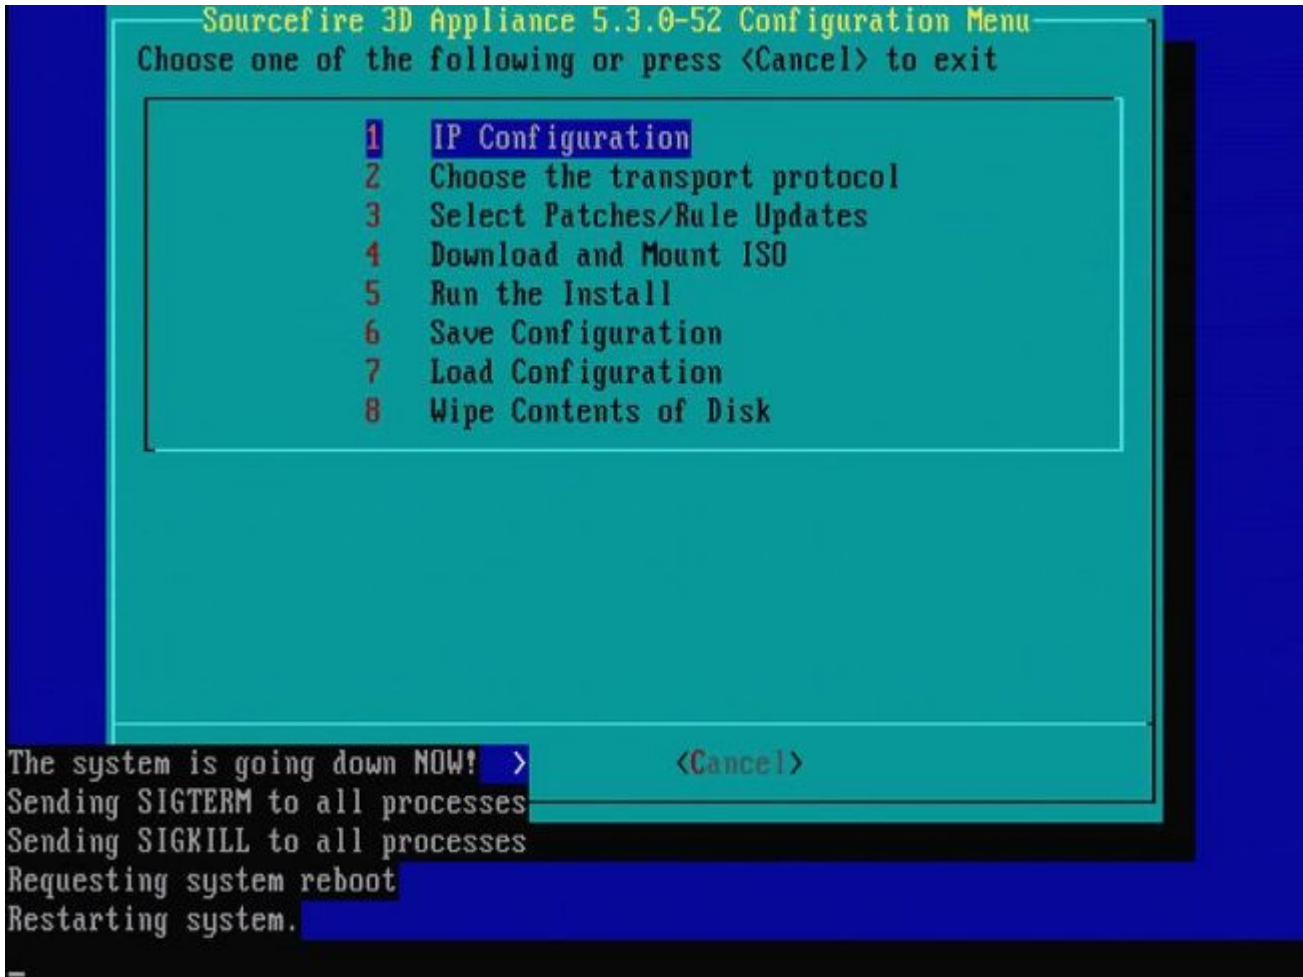 Sourcefire 3D Appliance 5.3.0-52 Configuration Menu
Choose one of the following or press <Cancel> to exit
1 IP Configuration
2 Choose the transport protocol
3 Select Patches/Rule Updates
4 Download and Mount ISO
5 Run the Install
6 Save Configuration
7 Load Configuration
8 Wipe Contents of Disk
The system is going down NOW! > <Cancel>
Sending SIGTERM to all processes
Sending SIGKILL to all processes
Requesting system reboot
Restarting system.
_